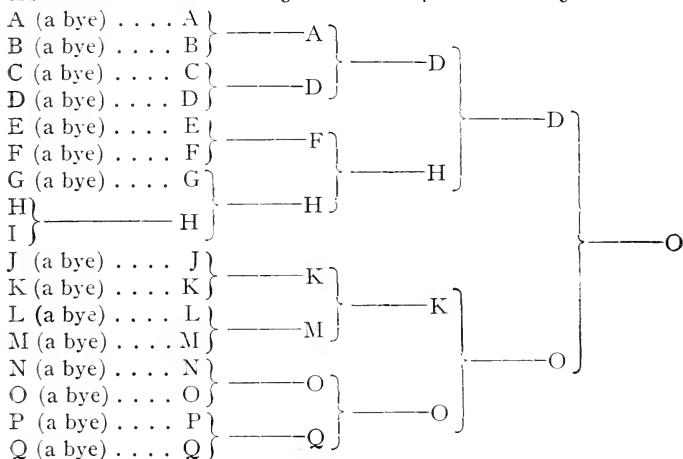 A (a bye) . . . . A
B (a bye) . . . . B
A
C (a bye) . . . . C
D (a bye) . . . . D
D
D
E (a bye) . . . . E
F (a bye) . . . . F
F
G (a bye) . . . . G
H
I
H
H
H
D
J (a bye) . . . . J
K (a bye) . . . . K
K
L (a bye) . . . . L
M (a bye) . . . . M
M
K
N (a bye) . . . . N
O (a bye) . . . . O
O
P (a bye) . . . . P
Q (a bye) . . . . Q
Q
O
O
O